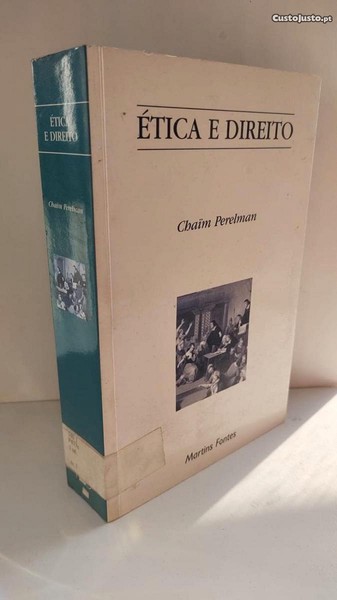 CustoJusto.pt
ÉTICA
E DIREITO
Chaïm Perelman
ÉTICA E DIREITO
Chaïm Perelman
Martins Fontes